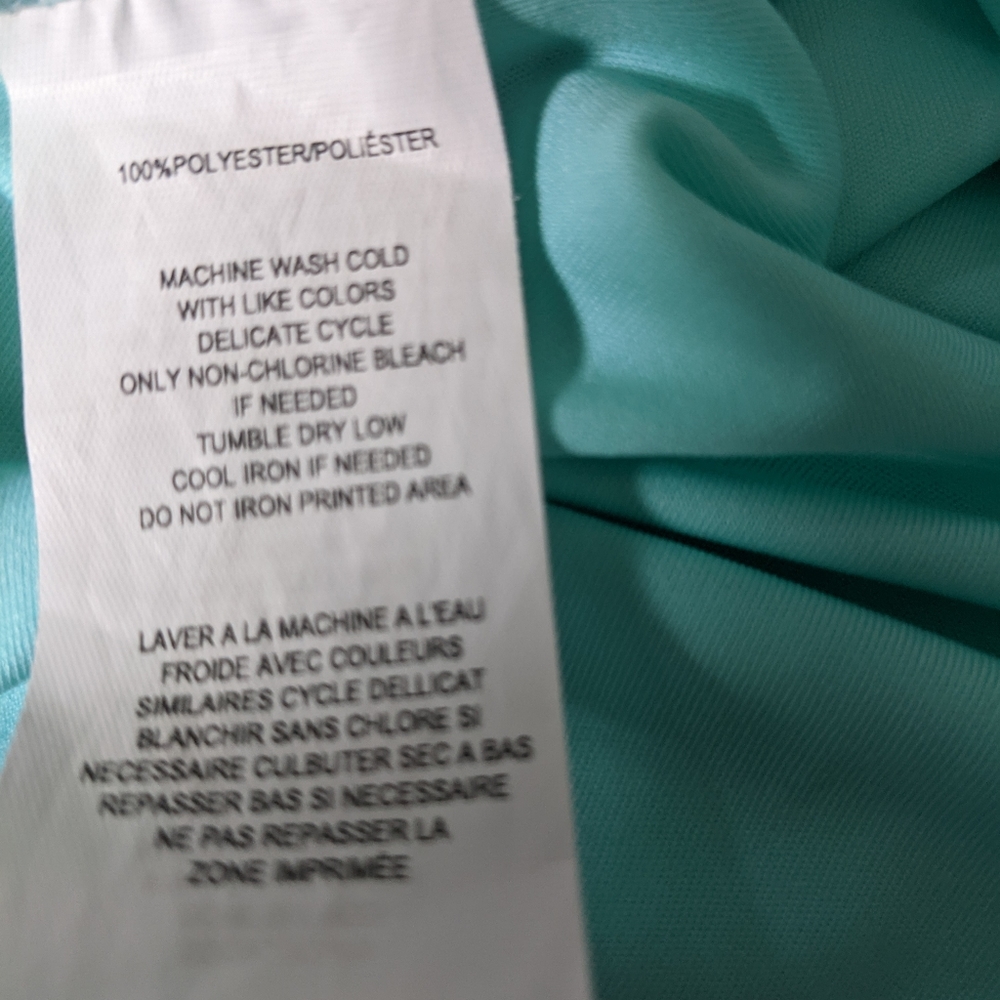 100%POLYESTER/POLIÉSTER
MACHINE WASH COLD
WITH LIKE COLORS
DELICATE CYCLE
ONLY NON-CHLORINE BLEACH
IF NEEDED
TUMBLE DRY LOW
COOL IRON IF NEEDED
DO NOT IRON PRINTED AREA
LAVER A LA MACHINE A L'EAU
FROIDE AVEC COULEURS
SIMILAIRES CYCLE DELLICAT
BLANCHIR SANS CHLORE SI
NECESSAIRE CULBUTER SEC A BAS
REPASSER BAS SI NECESSAIRE
NE PAS REPASSER LA
ZONE IMPRIMÉE